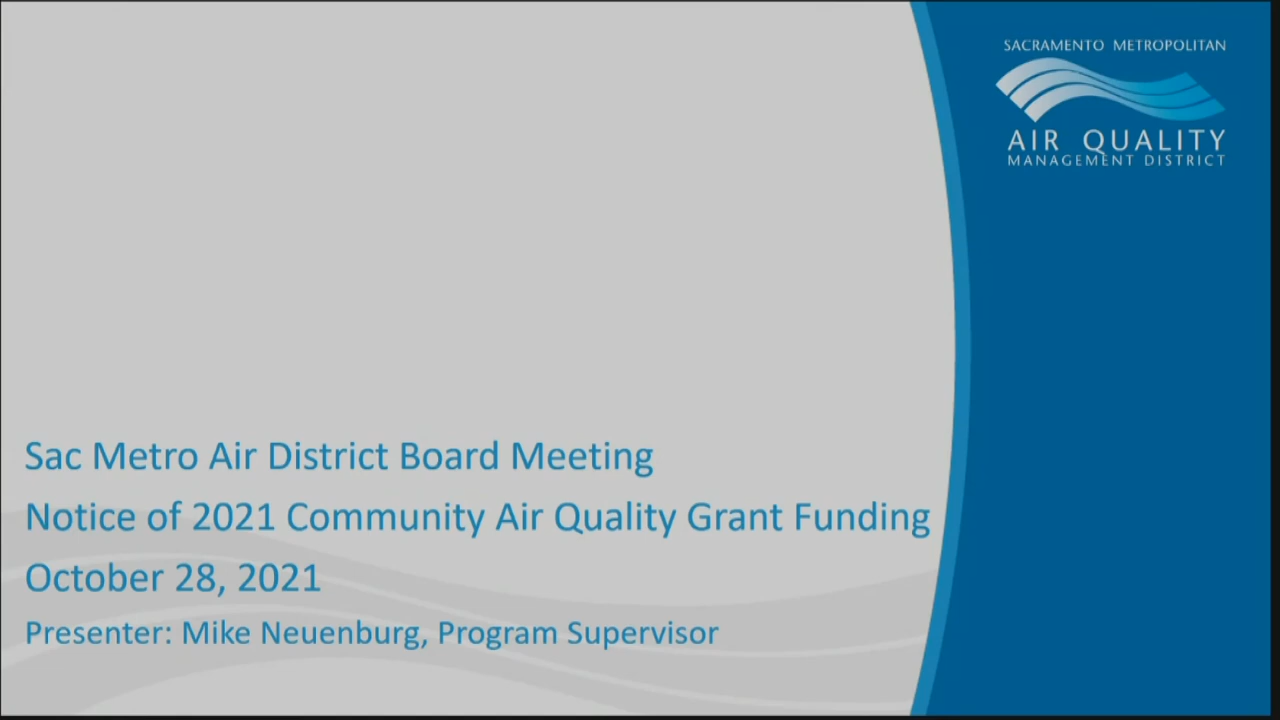 SACRAMENTO METROPOLITAN
AIR QUALITY
MANAGEMENT DISTRICT
Sac Metro Air District Board Meeting
Notice of 2021 Community Air Quality Grant Funding
October 28, 2021
Presenter: Mike Neuenburg, Program Supervisor